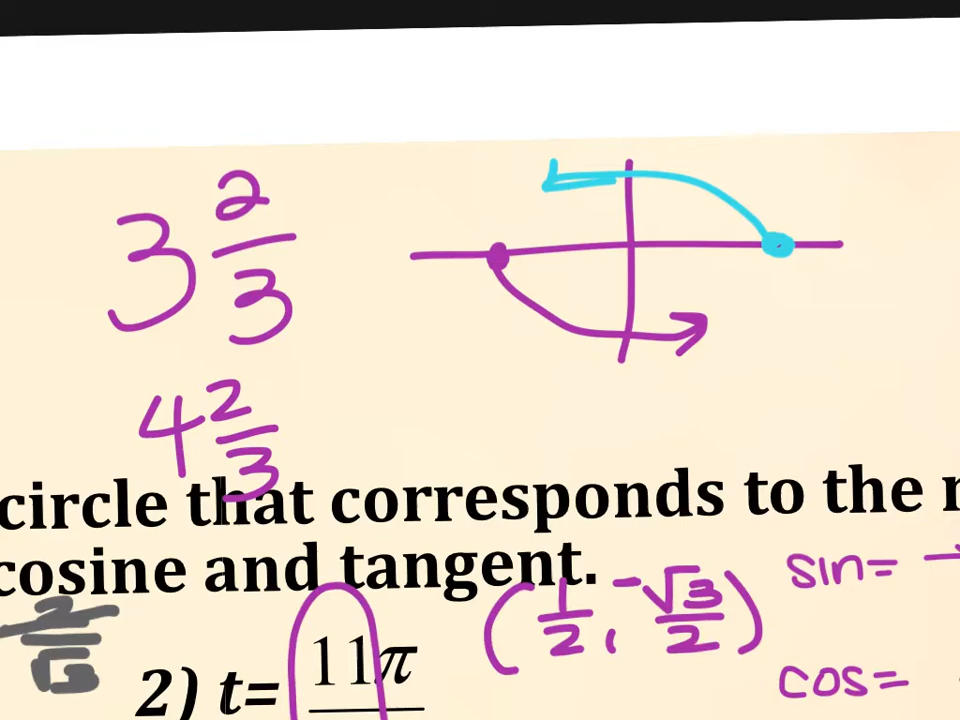 3 2/3
4 2/3
circle that corresponds to the
cosine and tangent.
sin=
(1/2, -√3/2)
2) t= 11π
cos=